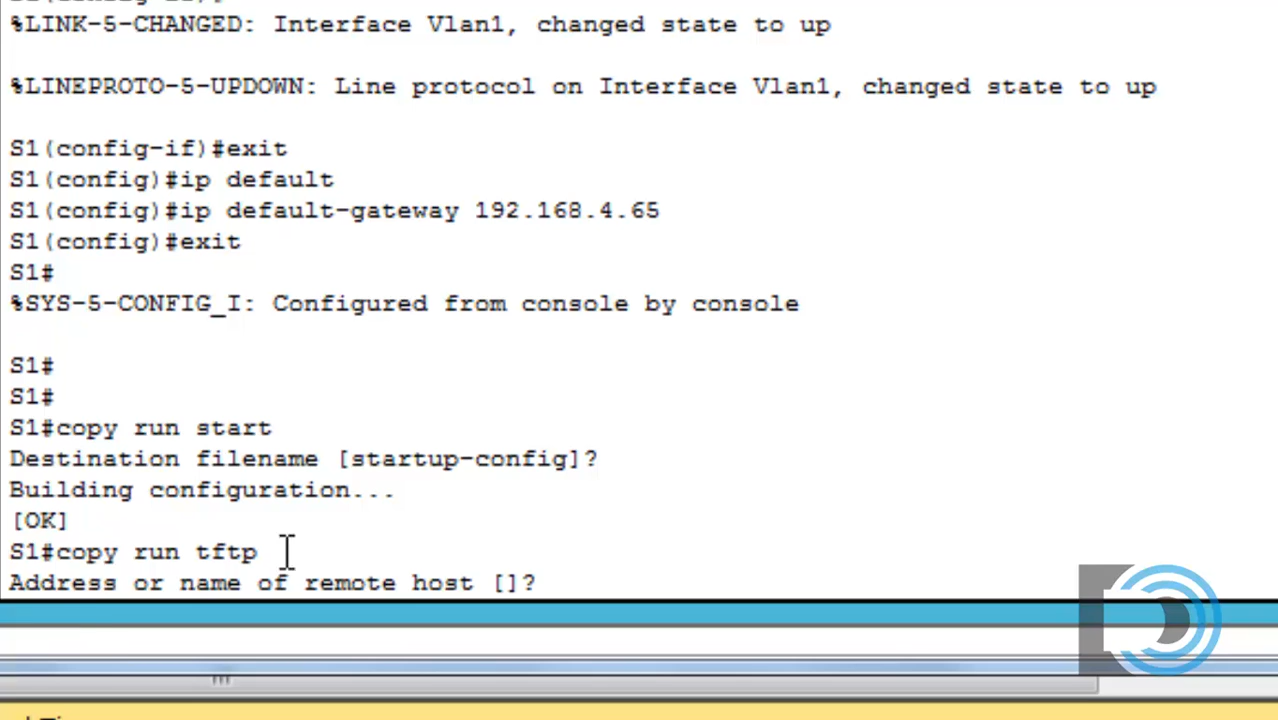 %LINK-5-CHANGED: Interface Vlan1, changed state to up
%LINEPROTO-5-UPDOWN: Line protocol on Interface Vlan1, changed state to up
S1(config-if)#exit
S1(config)#ip default
S1(config)#ip default-gateway 192.168.4.65
S1(config)#exit
S1#
%SYS-5-CONFIG_I: Configured from console by console
S1#
S1#
S1#copy run start
Destination filename [startup-config]?
Building configuration...
[OK]
S1#copy run tftp
Address or name of remote host []?